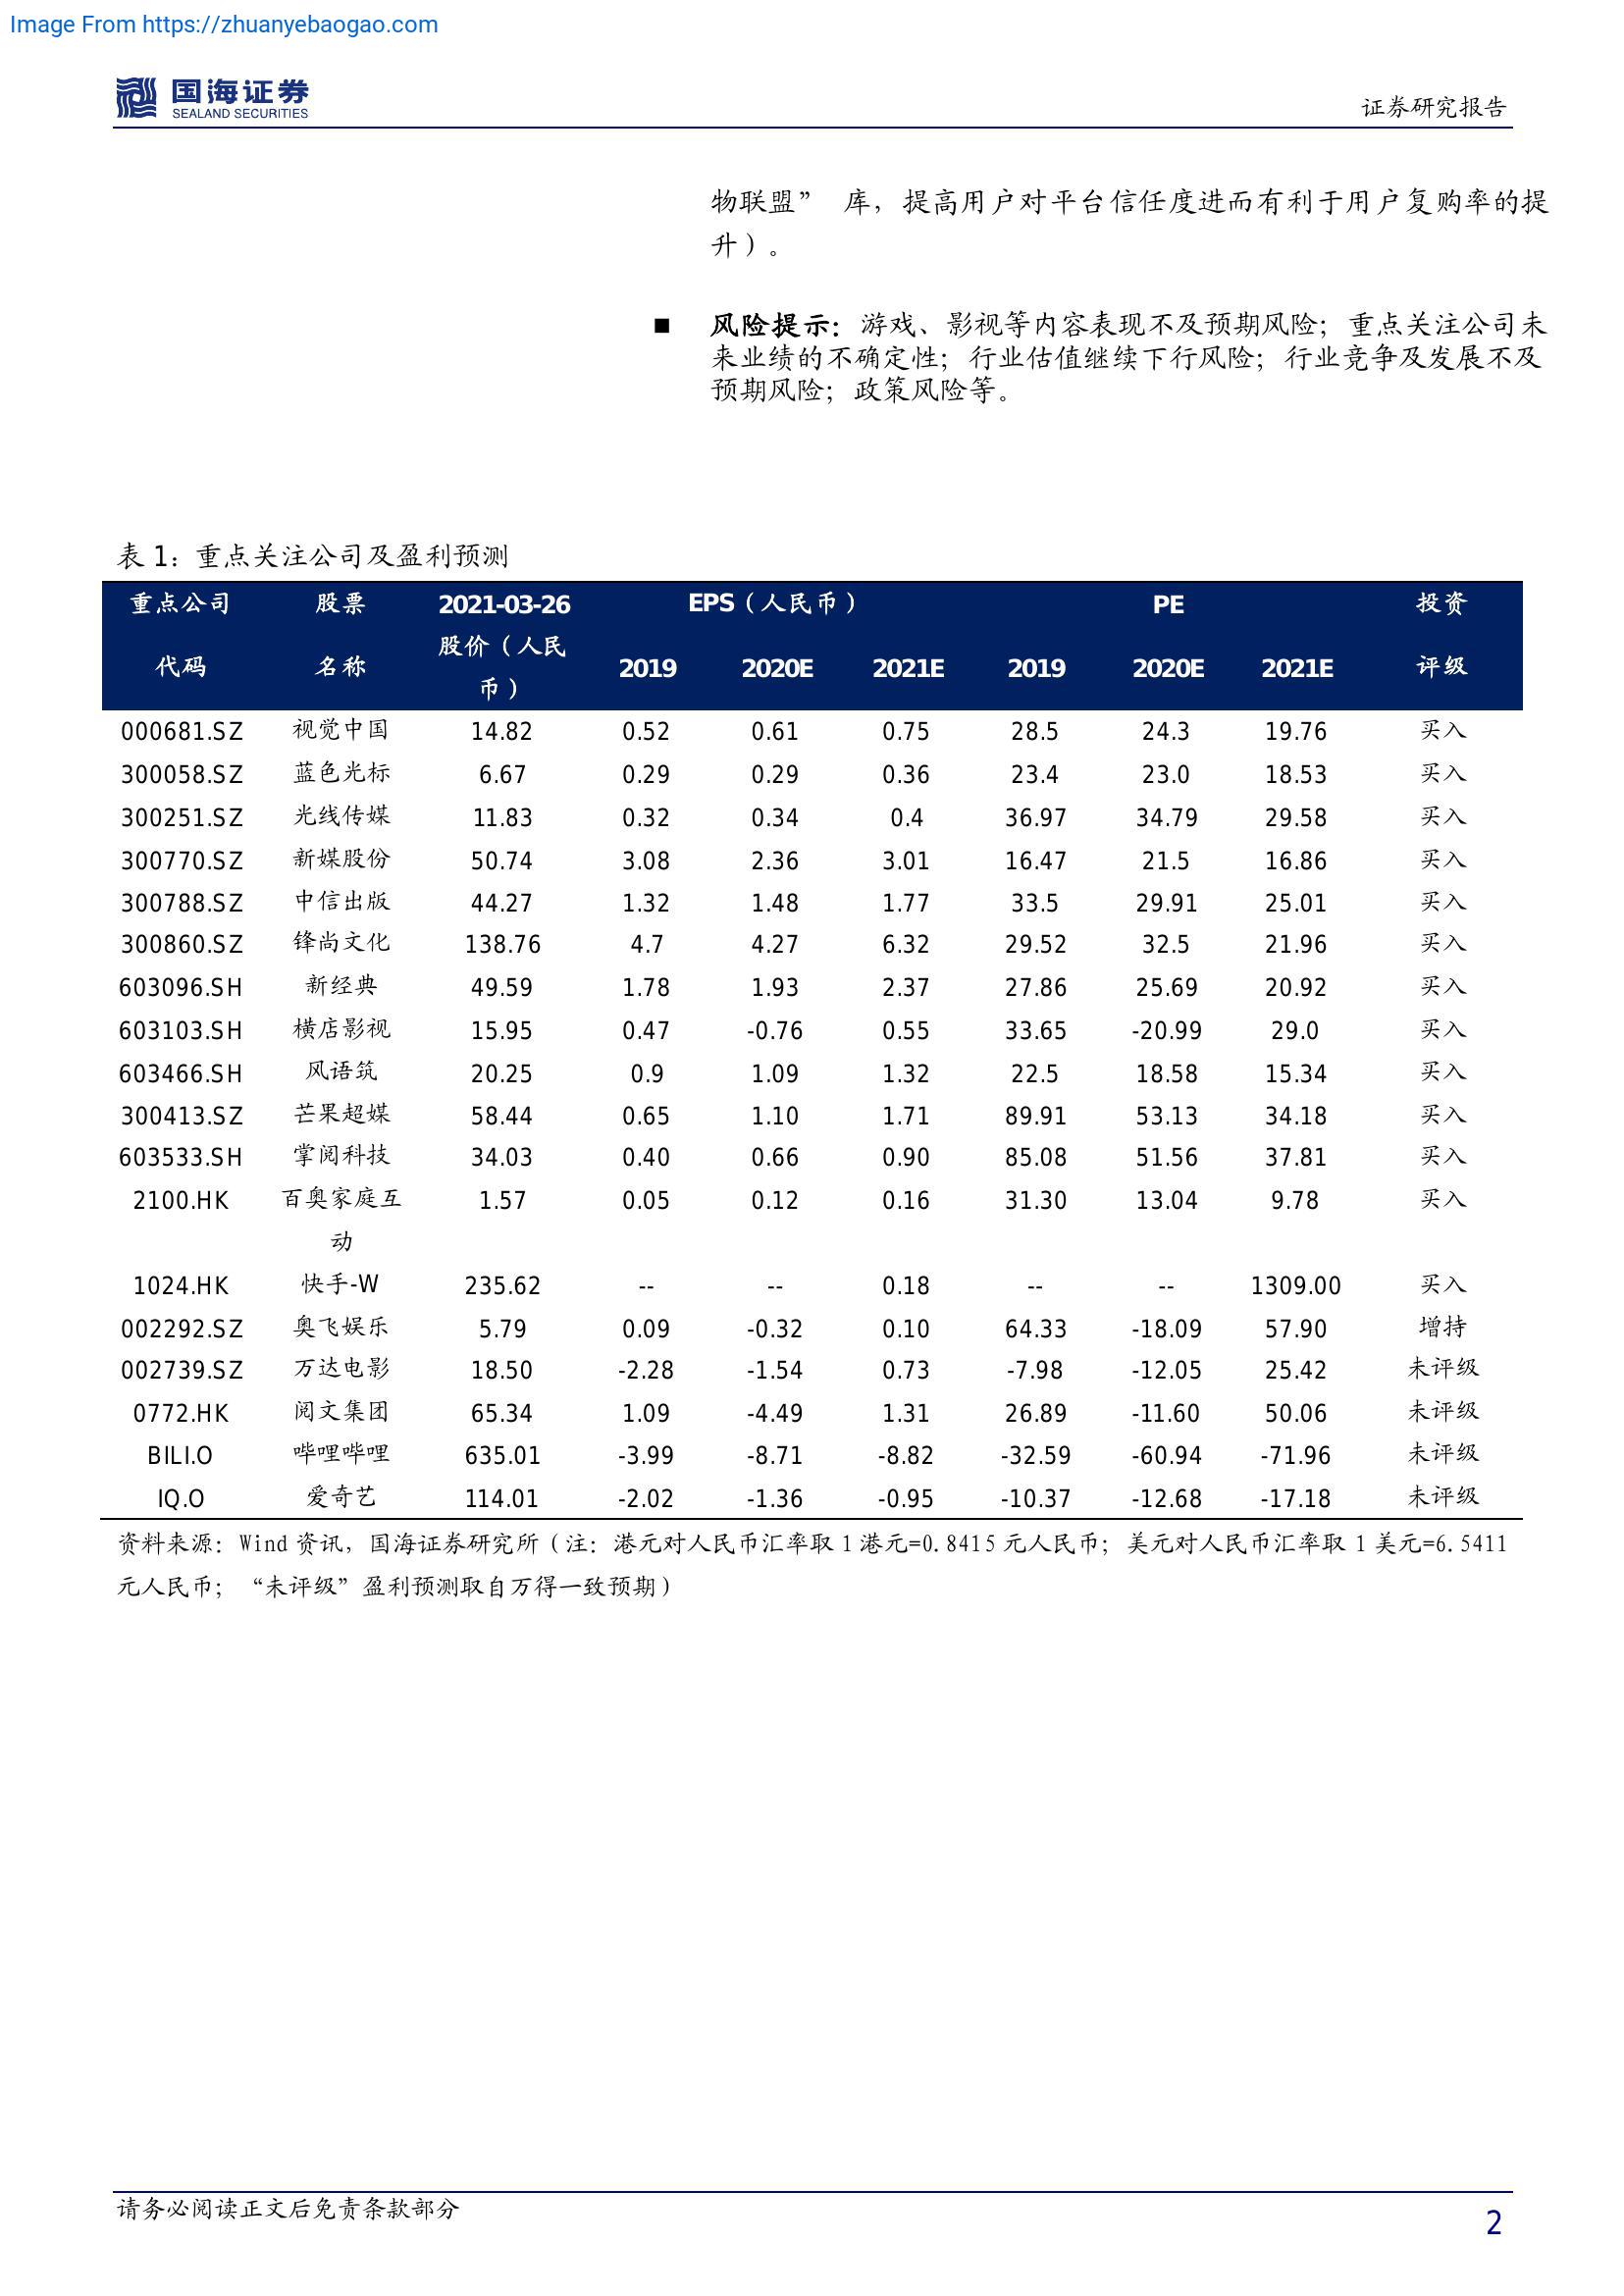 Image From https://zhuanyebaogao.com
国海证券
SEALAND SECURITIES
证券研究报告
物联盟” 库，提高用户对平台信任度进而有利于用户复购率的提
升）。
■ 风险提示：游戏、影视等内容表现不及预期风险；重点关注公司未
来业绩的不确定性；行业估值继续下行风险；行业竞争及发展不及
预期风险；政策风险等。
表 1：重点关注公司及盈利预测
重点公司 股票 2021-03-26 EPS（人民币） PE 投资
代码 名称 股价（人民币） 2019 2020E 2021E 2019 2020E 2021E 评级
000681.SZ 视觉中国 14.82 0.52 0.61 0.75 28.5 24.3 19.76 买入
300058.SZ 蓝色光标 6.67 0.29 0.29 0.36 23.4 23.0 18.53 买入
300251.SZ 光线传媒 11.83 0.32 0.34 0.4 36.97 34.79 29.58 买入
300770.SZ 新媒股份 50.74 3.08 2.36 3.01 16.47 21.5 16.86 买入
300788.SZ 中信出版 44.27 1.32 1.48 1.77 33.5 29.91 25.01 买入
300860.SZ 锋尚文化 138.76 4.7 4.27 6.32 29.52 32.5 21.96 买入
603096.SH 新经典 49.59 1.78 1.93 2.37 27.86 25.69 20.92 买入
603103.SH 横店影视 15.95 0.47 -0.76 0.55 33.65 -20.99 29.0 买入
603466.SH 风语筑 20.25 0.9 1.09 1.32 22.5 18.58 15.34 买入
300413.SZ 芒果超媒 58.44 0.65 1.10 1.71 89.91 53.13 34.18 买入
603533.SH 掌阅科技 34.03 0.40 0.66 0.90 85.08 51.56 37.81 买入
2100.HK 百奥家庭互 1.57 0.05 0.12 0.16 31.30 13.04 9.78 买入
动
1024.HK 快手-W 235.62 -- -- 0.18 -- -- 1309.00 买入
002292.SZ 奥飞娱乐 5.79 0.09 -0.32 0.10 64.33 -18.09 57.90 增持
002739.SZ 万达电影 18.50 -2.28 -1.54 0.73 -7.98 -12.05 25.42 未评级
0772.HK 阅文集团 65.34 1.09 -4.49 1.31 26.89 -11.60 50.06 未评级
BILI.O 哔哩哔哩 635.01 -3.99 -8.71 -8.82 -32.59 -60.94 -71.96 未评级
IQ.O 爱奇艺 114.01 -2.02 -1.36 -0.95 -10.37 -12.68 -17.18 未评级
资料来源：Wind 资讯，国海证券研究所（注：港元对人民币汇率取 1 港元=0.8415 元人民币；美元对人民币汇率取 1 美元=6.5411
元人民币；“未评级”盈利预测取自万得一致预期）
请务必阅读正文后免责条款部分
2